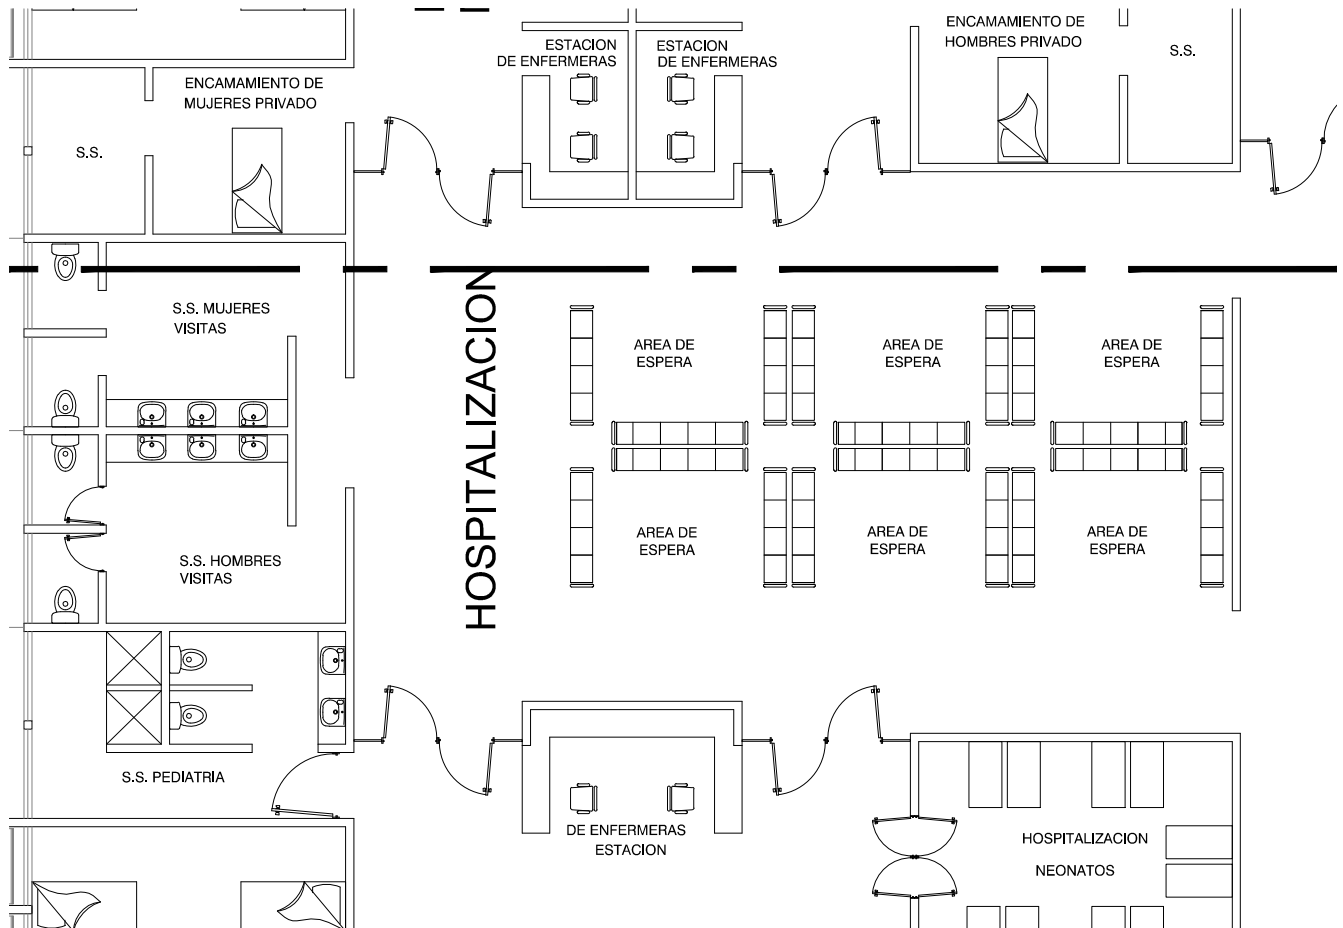 ENCAMAMIENTO DE
MUJERES PRIVADO
S.S.
ESTACION
DE ENFERMERAS
ESTACION
DE ENFERMERAS
ENCAMAMIENTO DE
HOMBRES PRIVADO
S.S.
S.S. MUJERES
VISITAS
HOSPITALIZACION
AREA DE
ESPERA
AREA DE
ESPERA
AREA DE
ESPERA
S.S. HOMBRES
VISITAS
AREA DE
ESPERA
AREA DE
ESPERA
AREA DE
ESPERA
S.S. PEDIATRIA
DE ENFERMERAS
ESTACION
HOSPITALIZACION
NEONATOS